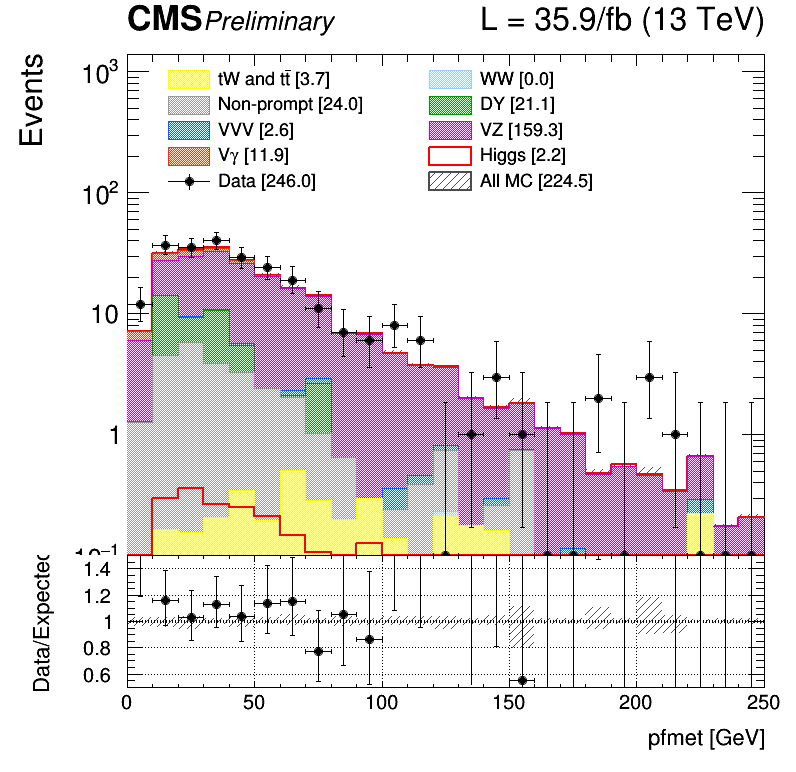 CMS Preliminary L = 35.9/fb (13 TeV)
Events
10³
10²
10
1
10⁻¹
tW and tt̄ [3.7]
Non-prompt [24.0]
VVV [2.6]
Vγ [11.9]
Data [246.0]
WW [0.0]
DY [21.1]
VZ [159.3]
Higgs [2.2]
All MC [224.5]
Data/Expected
1.4
1.2
1
0.8
0.6
0 50 100 150 200 250
pfmet [GeV]